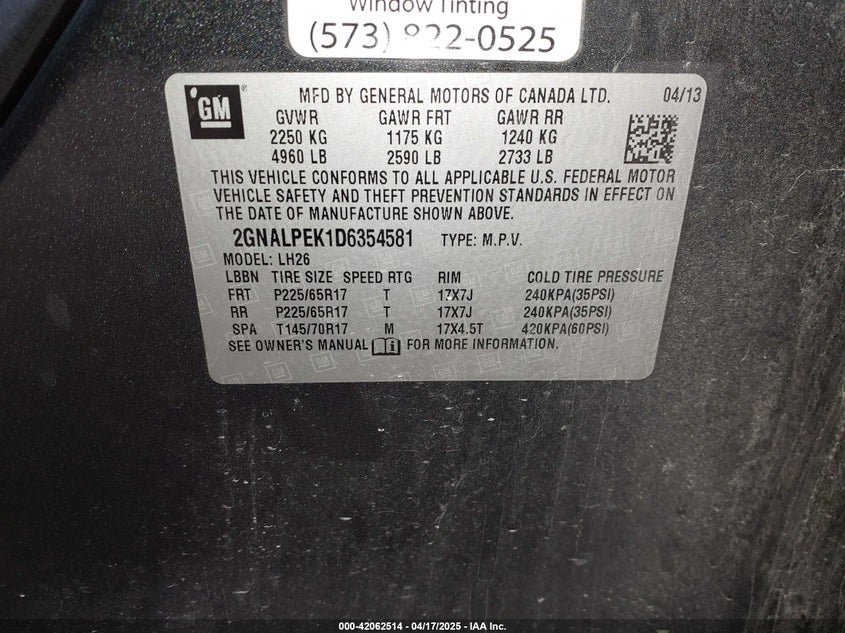 Window Tinting
(573) 822-0525
GM
®
MFD BY GENERAL MOTORS OF CANADA LTD. 04/13
GVWR GAWR FRT GAWR RR
2250 KG 1175 KG 1240 KG
4960 LB 2590 LB 2733 LB
THIS VEHICLE CONFORMS TO ALL APPLICABLE U.S. FEDERAL MOTOR
VEHICLE SAFETY AND THEFT PREVENTION STANDARDS IN EFFECT ON
THE DATE OF MANUFACTURE SHOWN ABOVE.
2GNALPEK1D6354581 TYPE: M.P.V.
MODEL: LH26
LBBN TIRE SIZE SPEED RTG RIM COLD TIRE PRESSURE
FRT P225/65R17 T 17X7J 240KPA(35PSI)
RR P225/65R17 T 17X7J 240KPA(35PSI)
SPA T145/70R17 M 17X4.5T 420KPA(60PSI)
SEE OWNER'S MANUAL FOR MORE INFORMATION.
000-42062514 - 04/17/2025 - IAA Inc.